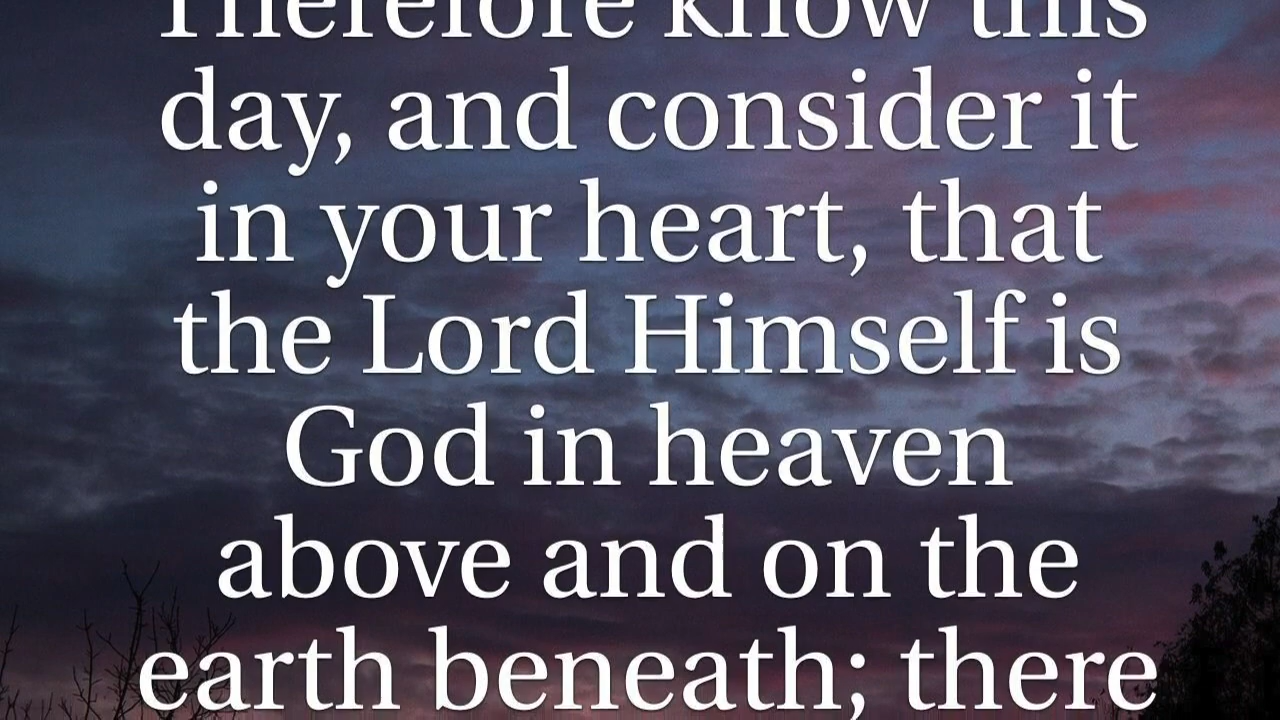 Therefore know this
day, and consider it
in your heart, that
the Lord Himself is
God in heaven
above and on the
earth beneath; there